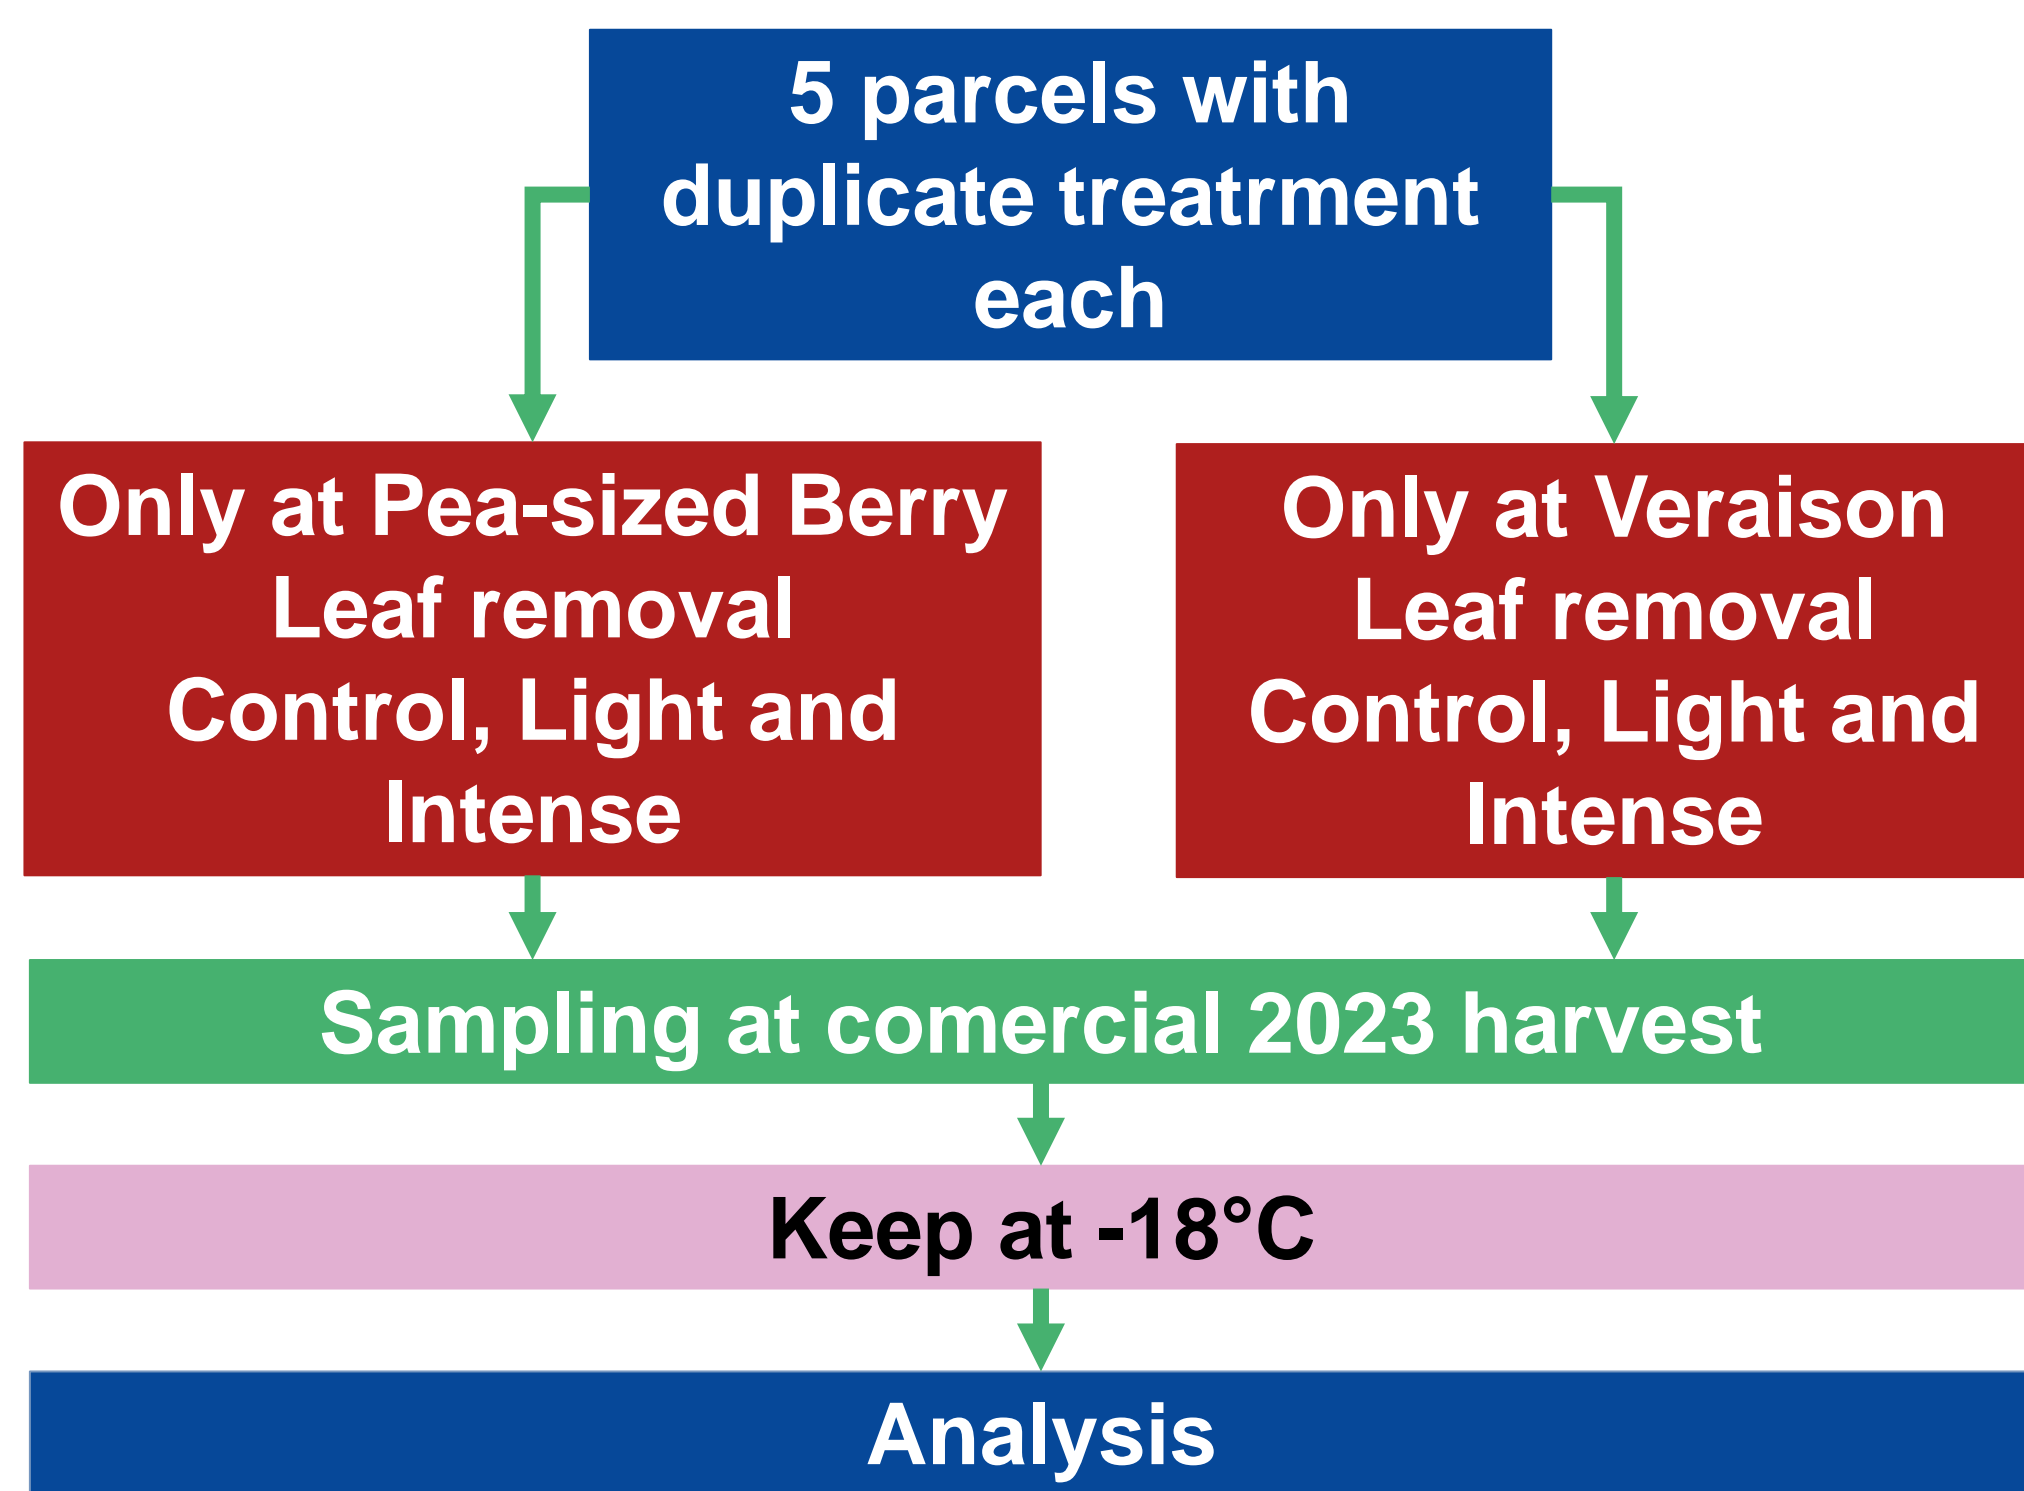 5 parcels with
duplicate treatrment
each
Only at Pea-sized Berry
Leaf removal
Control, Light and
Intense
Only at Veraison
Leaf removal
Control, Light and
Intense
Sampling at comercial 2023 harvest
Keep at -18°C
Analysis